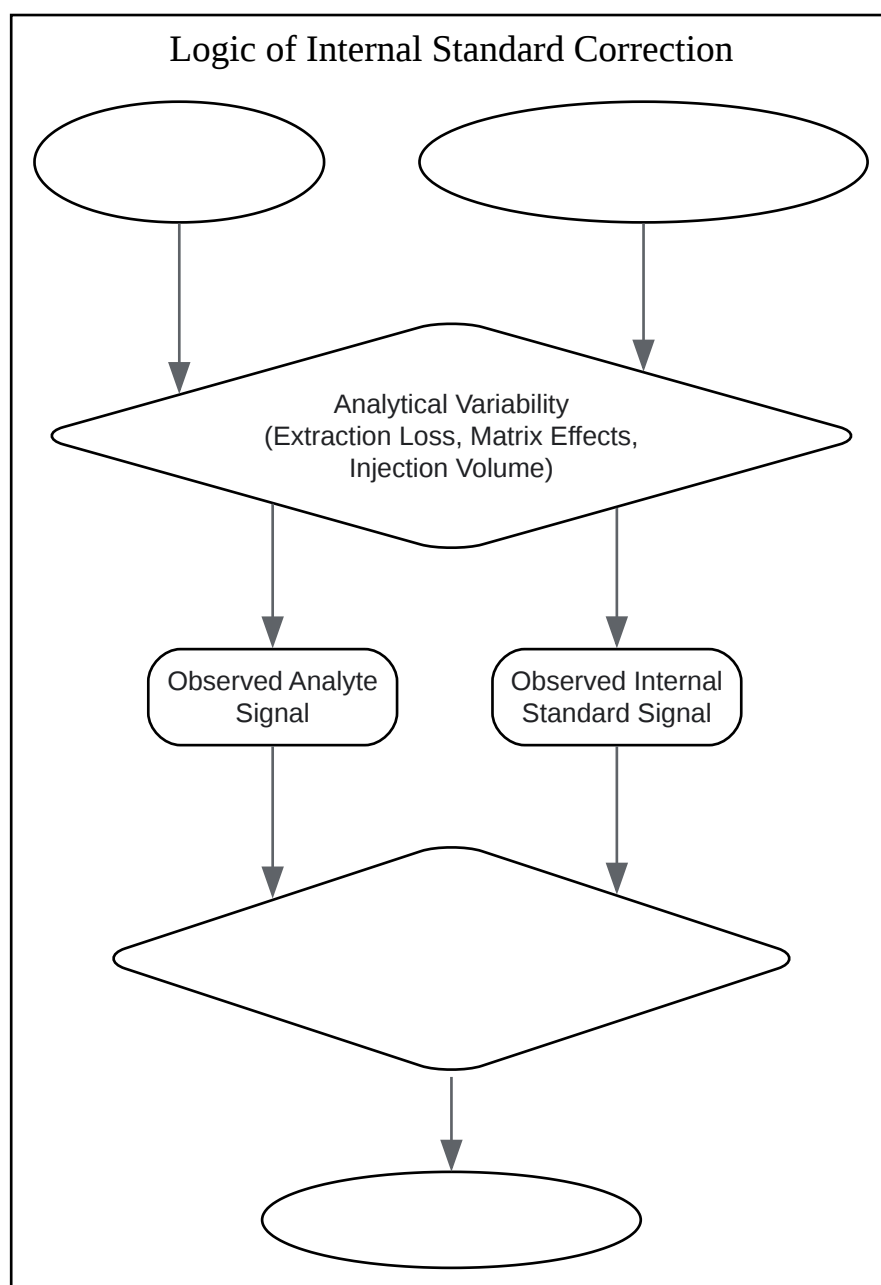 Logic of Internal Standard Correction
Analytical Variability
(Extraction Loss, Matrix Effects,
Injection Volume)
Observed Analyte
Signal
Observed Internal
Standard Signal